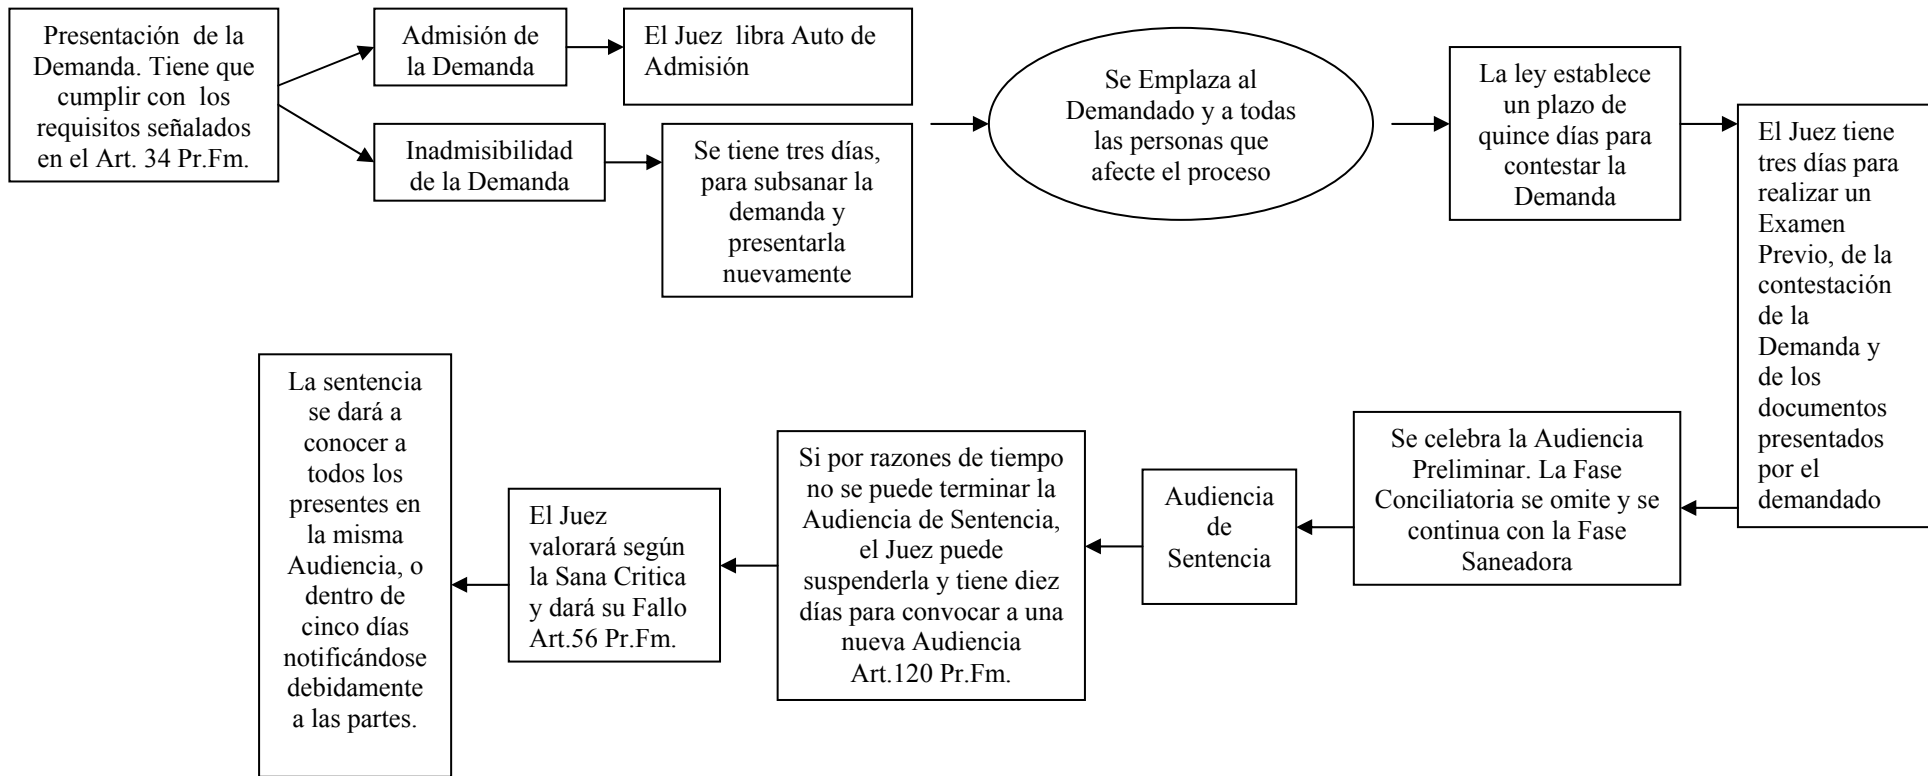 Presentación de la
Demanda. Tiene que
cumplir con los
requisitos señalados
en el Art. 34 Pr.Fm.
Admisión de
la Demanda
El Juez libra Auto de
Admisión
Inadmisibilidad
de la Demanda
Se tiene tres días,
para subsanar la
demanda y
presentarla
nuevamente
Se Emplaza al
Demandado y a todas
las personas que
afecte el proceso
La ley establece
un plazo de
quince días para
contestar la
Demanda
El Juez tiene
tres días para
realizar un
Examen
Previo, de la
contestación
de la
Demanda y
de los
documentos
presentados
por el
demandado
Se celebra la Audiencia
Preliminar. La Fase
Conciliatoria se omite y se
continua con la Fase
Saneadora
Audiencia
de
Sentencia
Si por razones de tiempo
no se puede terminar la
Audiencia de Sentencia,
el Juez puede
suspenderla y tiene diez
días para convocar a una
nueva Audiencia
Art.120 Pr.Fm.
El Juez
valorará según
la Sana Critica
y dará su Fallo
Art.56 Pr.Fm.
La sentencia
se dará a
conocer a
todos los
presentes en
la misma
Audiencia, o
dentro de
cinco días
notificándose
debidamente
a las partes.